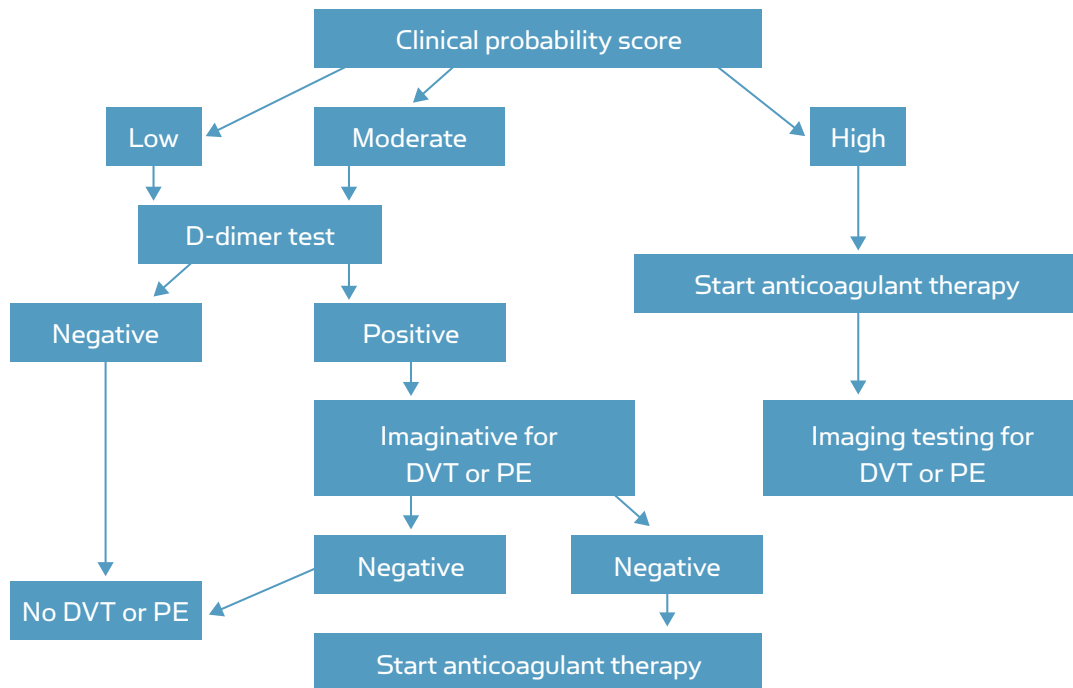 Clinical probability score
Low
Moderate
High
D-dimer test
Start anticoagulant therapy
Negative
Positive
Imaginative for
DVT or PE
Imaging testing for
DVT or PE
Negative
Negative
No DVT or PE
Start anticoagulant therapy